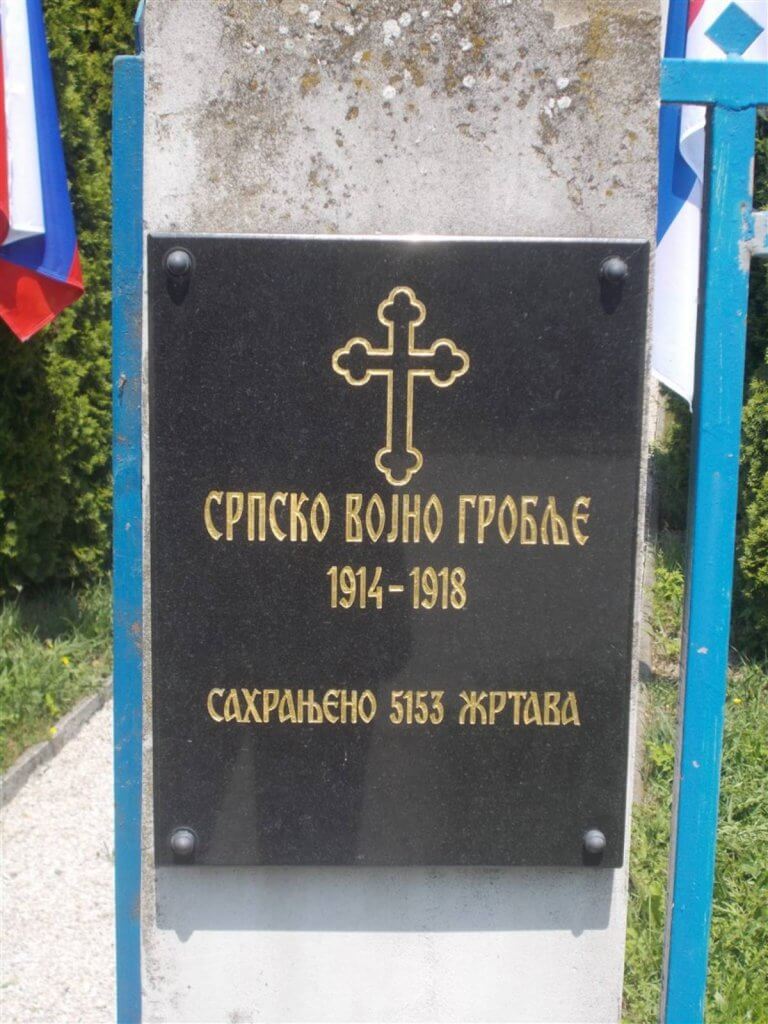 СРПСКО ВОЈНО ГРОБЉЕ
1914-1918
САХРАЊЕНО 5153 ЖРТАВА